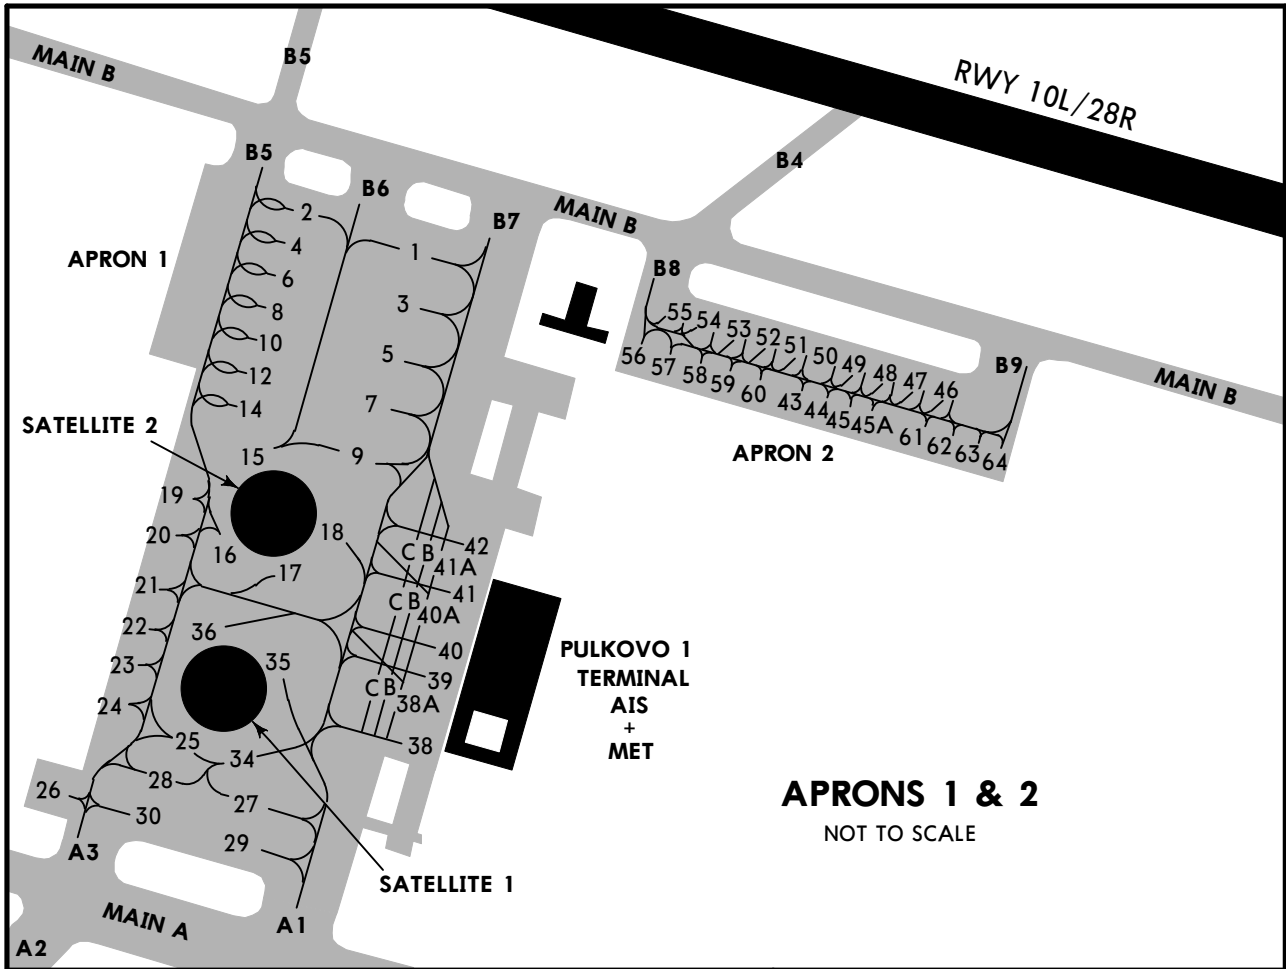 MAIN B
B5
RWY 10L/28R
B5
B4
B6
B7
MAIN B
APRON 1
2
4
6
8
10
12
14
1
3
5
7
9
15
B8
55
54
53
52
51
50
49
48
47
46
B9
MAIN B
56
57
58
59
60
43
44
45
45A
61
62
63
64
APRON 2
SATELLITE 2
19
20
16
18
17
21
22
23
24
36
35
42
C B
41A
41
C B
40A
40
39
C B
38A
38
PULKOVO 1
TERMINAL
AIS
+
MET
25
34
28
27
26
30
29
A3
SATELLITE 1
A1
MAIN A
A2
APRONS 1 & 2
NOT TO SCALE